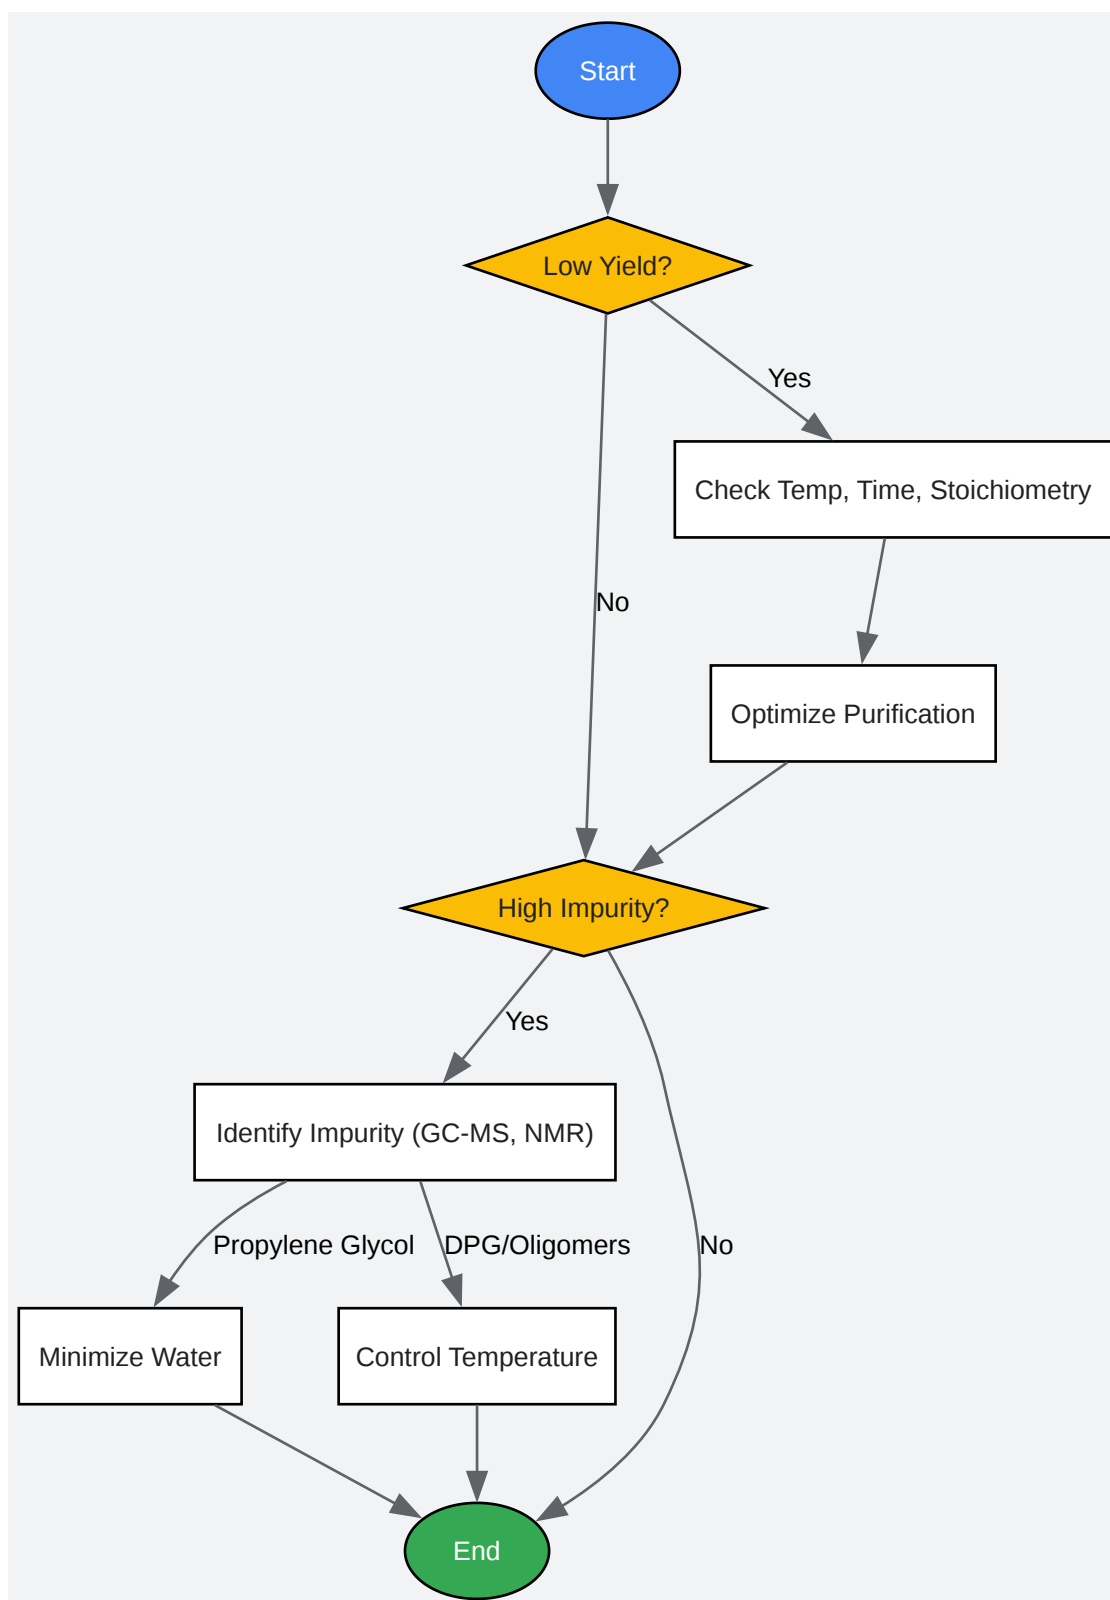 Start
Low Yield?
Yes
Check Temp, Time, Stoichiometry
No
Optimize Purification
High Impurity?
Yes
Identify Impurity (GC-MS, NMR)
Propylene Glycol
DPG/Oligomers
No
Minimize Water
Control Temperature
End